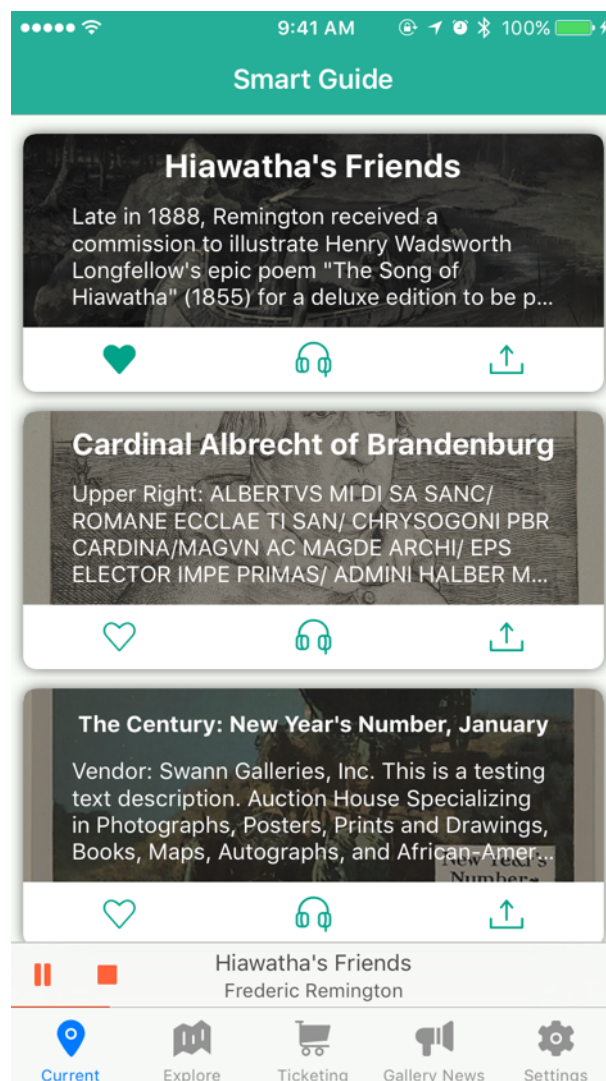 9:41 AM
100%
Smart Guide
Hiawatha's Friends
Late in 1888, Remington received a
commission to illustrate Henry Wadsworth
Longfellow's epic poem "The Song of
Hiawatha" (1855) for a deluxe edition to be p...
Cardinal Albrecht of Brandenburg
Upper Right: ALBERTVS MI DI SA SANC/
ROMANE ECCLAE TI SAN/ CHRYSOGONI PBR
CARDINA/MAGVN AC MAGDE ARCHI/ EPS
ELECTOR IMPE PRIMAS/ ADMINI HALBER M...
The Century: New Year's Number, January
Vendor: Swann Galleries, Inc. This is a testing
text description. Auction House Specializing
in Photographs, Posters, Prints and Drawings,
Books, Maps, Autographs, and African-Amer...
New Year's
Number
Hiawatha's Friends
Frederic Remington
Current
Explore
Ticketing
Gallery News
Settings